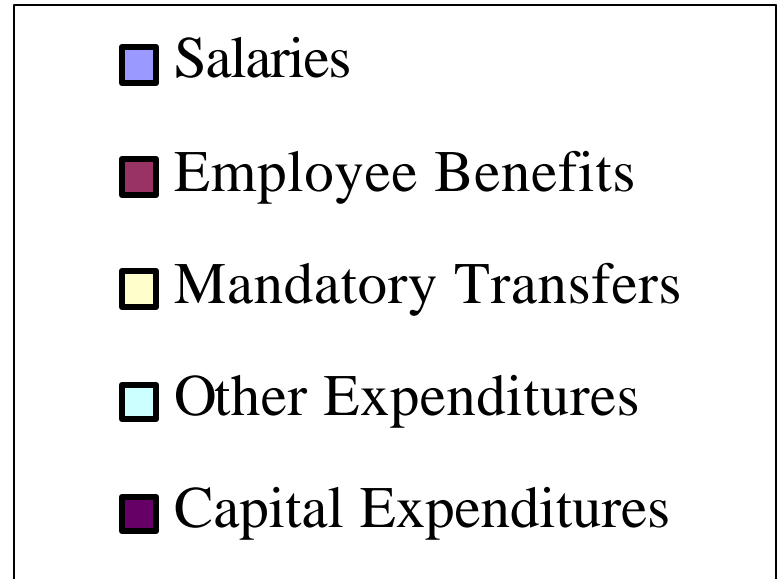 Salaries
Employee Benefits
Mandatory Transfers
Other Expenditures
Capital Expenditures